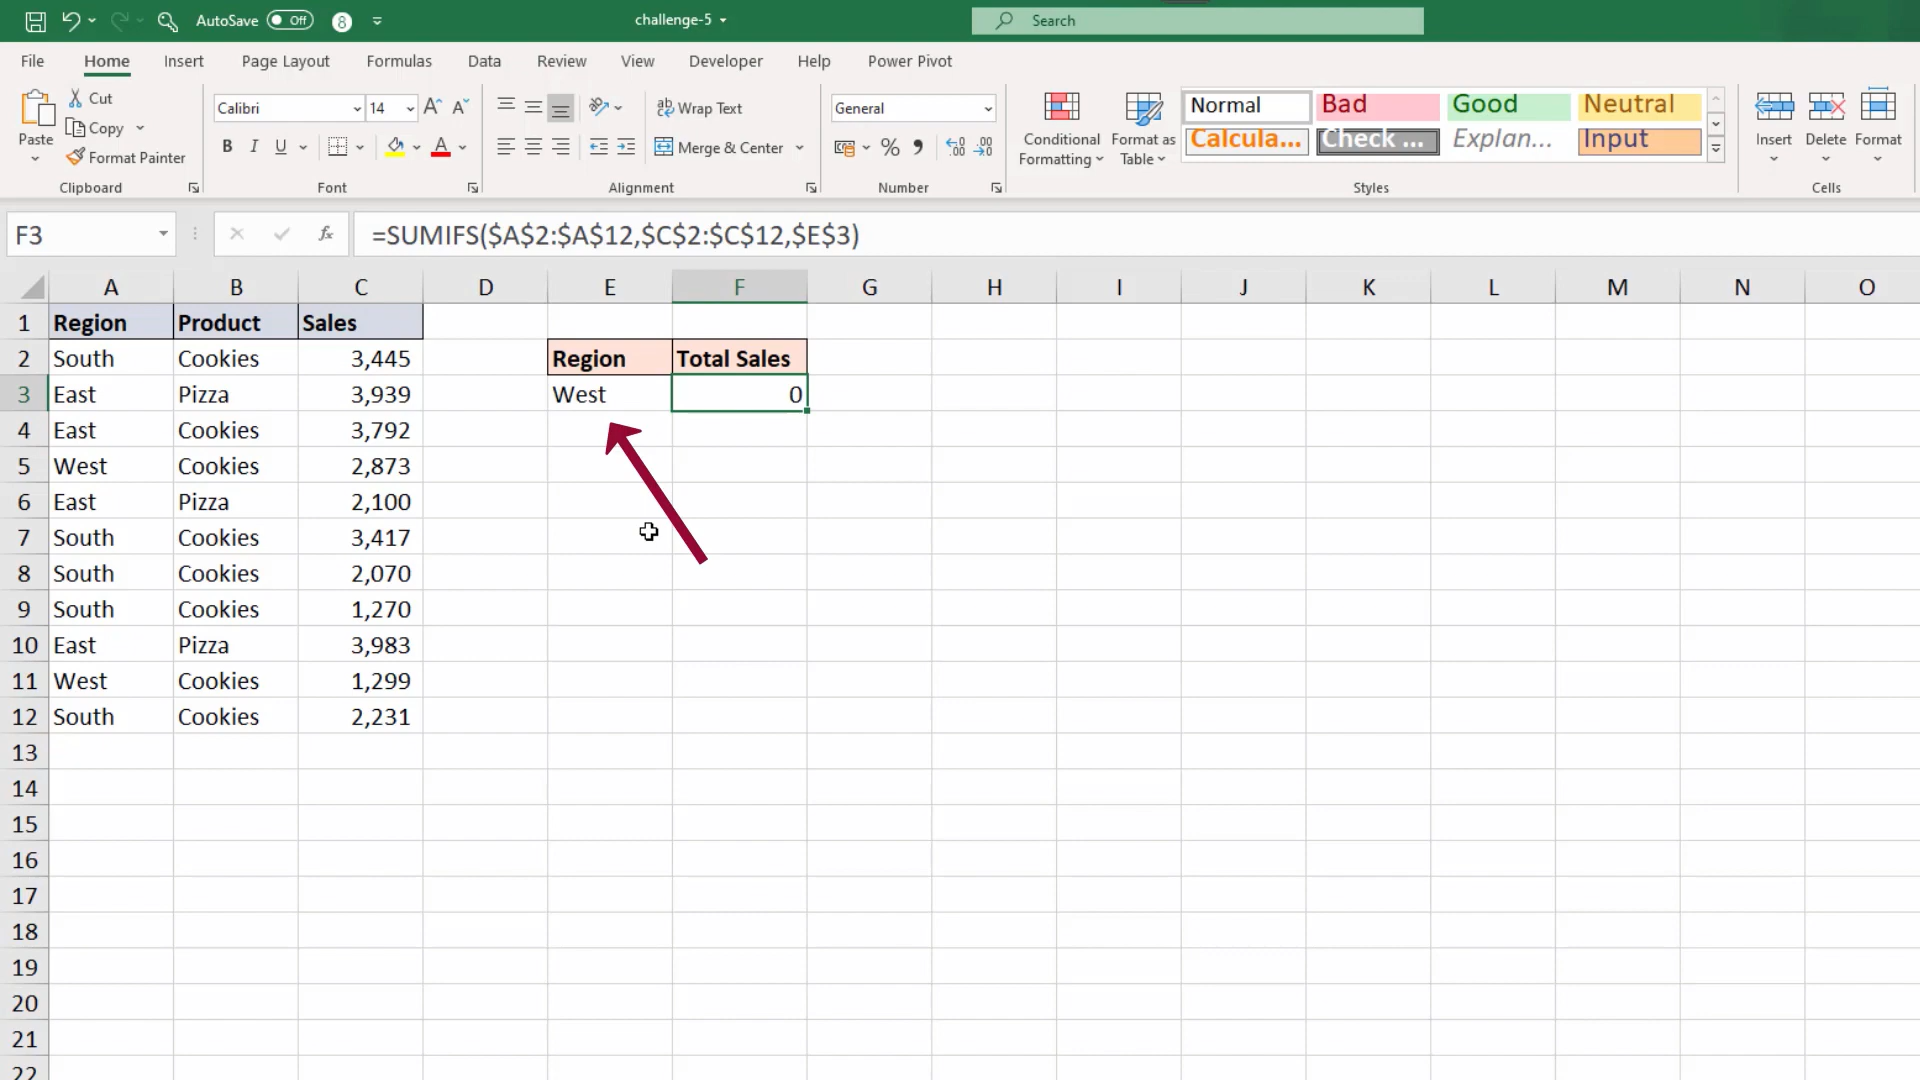 AutoSave Off 8 challenge-5 Search
File Home Insert Page Layout Formulas Data Review View Developer Help Power Pivot
Paste Cut Copy Format Painter
Clipboard
Calibri 14 A A
B I U A
Font
ab Wrap Text
Merge & Center
Alignment
General
% 9 .00 .00
Number
Conditional Formatting
Format as Table
Normal Bad Good Neutral
Calcula... Check ... Explan... Input
Styles
Insert Delete Format
Cells
F3 fx =SUMIFS($A$2:$A$12,$C$2:$C$12,$E$3)
A B C D E F G H I J K L M N O
1 Region Product Sales
2 South Cookies 3,445 Region Total Sales
3 East Pizza 3,939 West 0
4 East Cookies 3,792
5 West Cookies 2,873
6 East Pizza 2,100
7 South Cookies 3,417
8 South Cookies 2,070
9 South Cookies 1,270
10 East Pizza 3,983
11 West Cookies 1,299
12 South Cookies 2,231
13
14
15
16
17
18
19
20
21
22